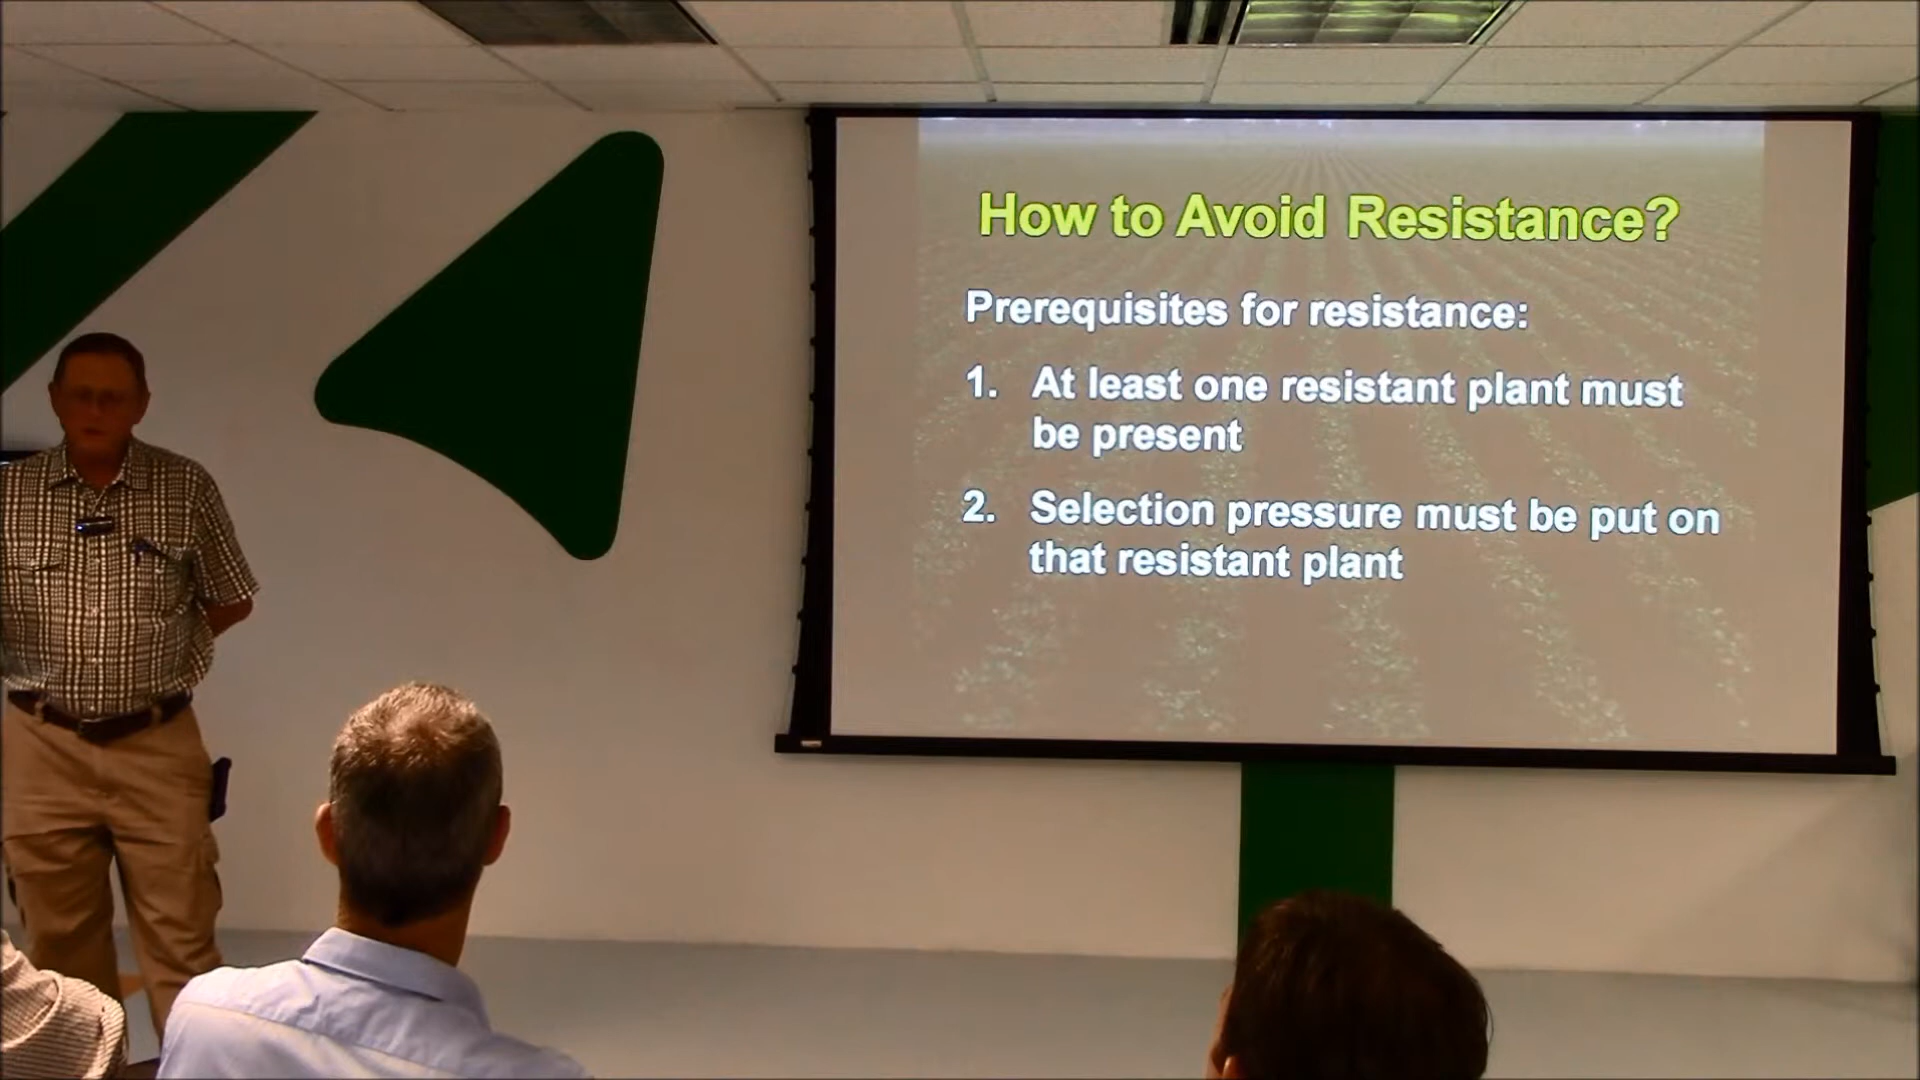 How to Avoid Resistance?
Prerequisites for resistance:
1. At least one resistant plant must
be present
2. Selection pressure must be put on
that resistant plant